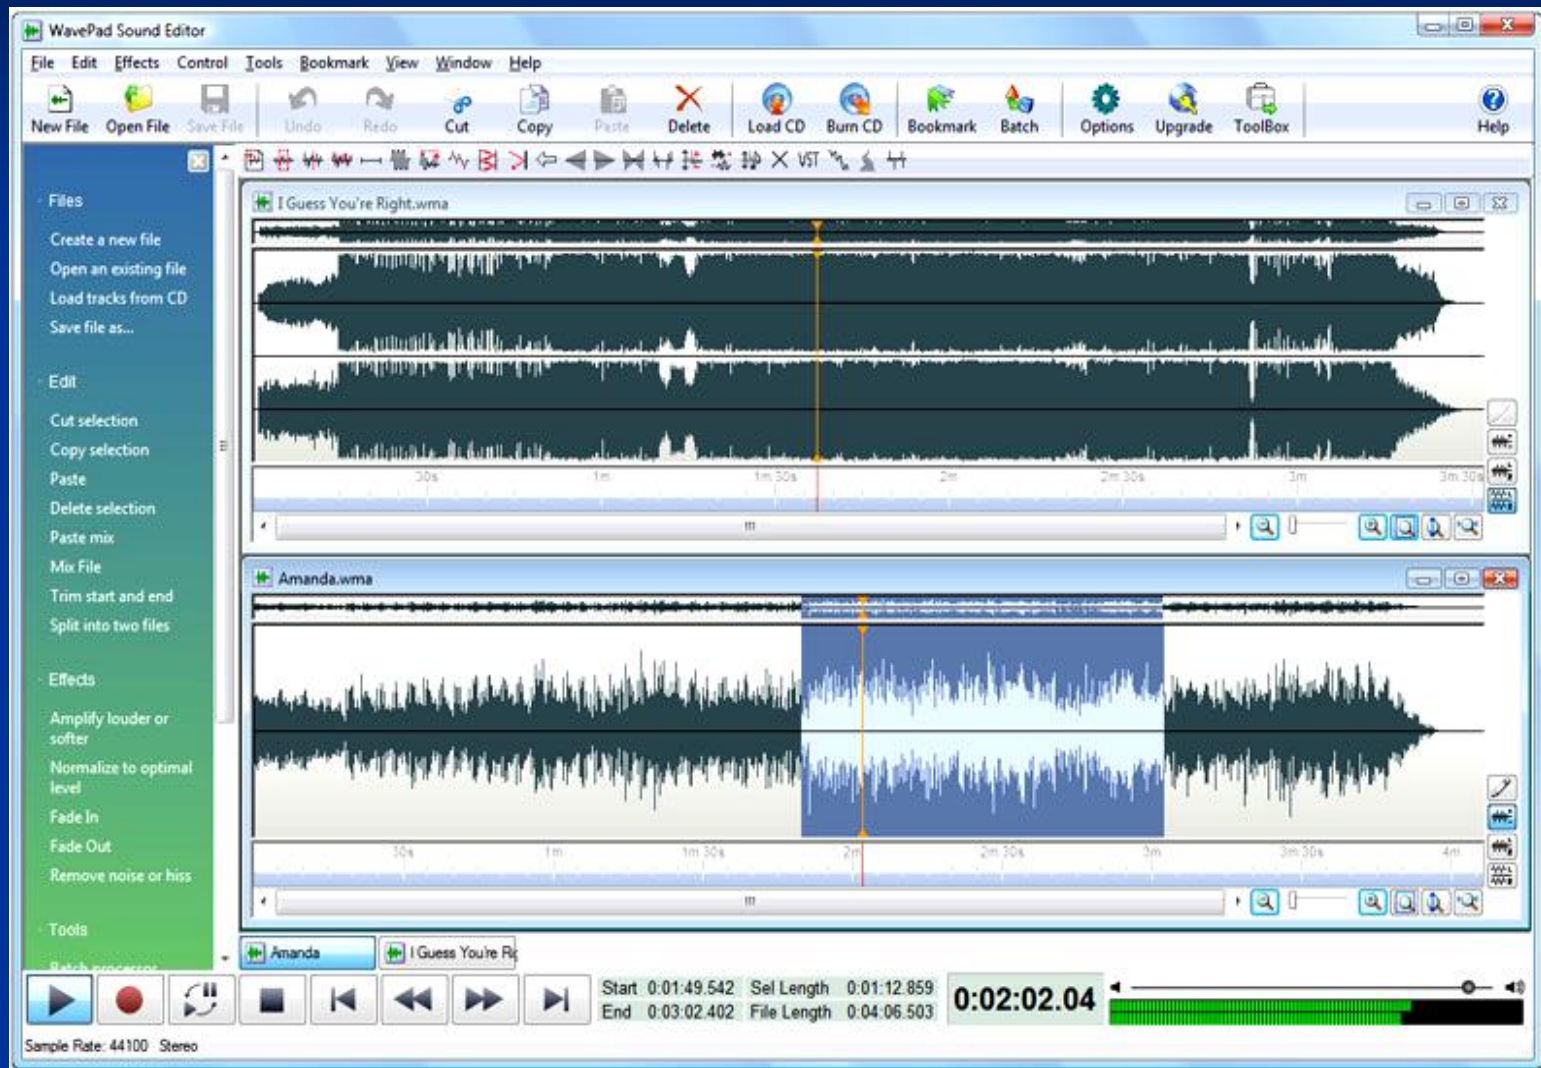 WavePad Sound Editor
File Edit Effects Control Tools Bookmark View Window Help
New File Open File Save File Undo Redo Cut Copy Paste Delete Load CD Burn CD Bookmark Batch Options Upgrade ToolBox Help
VST
Files
Create a new file
Open an existing file
Load tracks from CD
Save file as...
Edit
Cut selection
Copy selection
Paste
Delete selection
Paste mix
Mix File
Trim start and end
Split into two files
Effects
Amplify louder or
softer
Normalize to optimal
level
Fade In
Fade Out
Remove noise or hiss
Tools
Batch processor
I Guess You're Right.wma
30s 1m 1m 30s 2m 2m 30s 3m 3m 30s
Amanda.wma
30s 1m 1m 30s 2m 2m 30s 3m 3m 30s 4m
Amanda I Guess You're Ri
Start 0:01:49.542 Sel Length 0:01:12.859
End 0:03:02.402 File Length 0:04:06.503
0:02:02.04
Sample Rate: 44100 Stereo